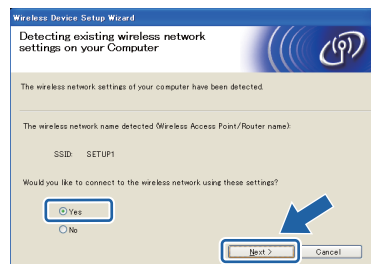 Wireless Device Setup Wizard
Detecting existing wireless network
settings on your Computer
The wireless network settings of your computer have been detected.
The wireless network name detected (Wireless Access Point/Router name):
SSID: SETUP1
Would you like to connect to the wireless network using these settings?
Yes
No
Next >
Cancel